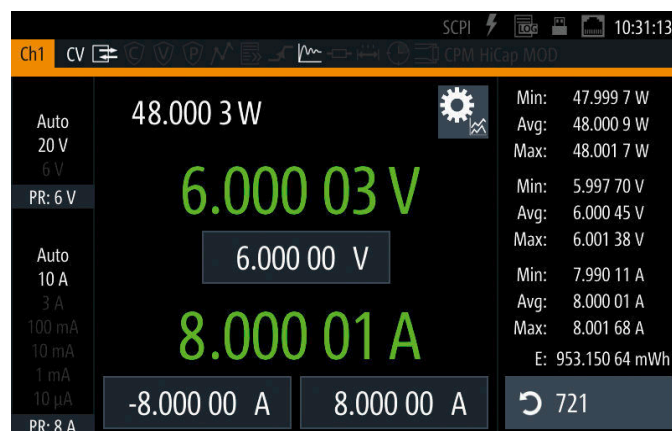 SCPI LOG 10:31:13
Ch1 CV C V P CPM HiCap MOD
Auto
20 V
6 V
PR: 6 V
Auto
10 A
3 A
100 mA
10 mA
1 mA
10 µA
PR: 8 A
48.000 3 W
6.000 03 V
6.000 00 V
8.000 01 A
-8.000 00 A 8.000 00 A
Min: 47.999 7 W
Avg: 48.000 9 W
Max: 48.001 7 W
Min: 5.997 70 V
Avg: 6.000 45 V
Max: 6.001 38 V
Min: 7.990 11 A
Avg: 8.000 01 A
Max: 8.001 68 A
E: 953.150 64 mWh
721